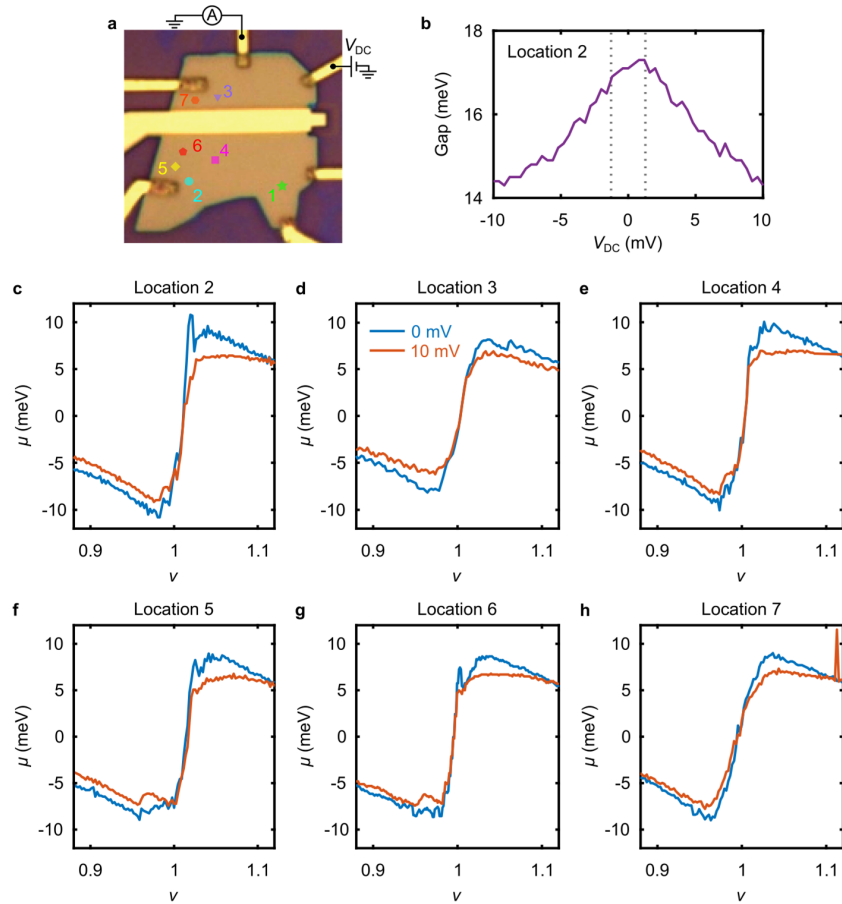 a
A
V_DC
7
3
6
4
5
2
1
b
Location 2
Gap (meV)
18
16
14
-10
-5
0
5
10
V_DC (mV)
c
Location 2
μ (meV)
10
5
0
-5
-10
0.9
1
1.1
ν
d
Location 3
0 mV
10 mV
μ (meV)
10
5
0
-5
-10
0.9
1
1.1
ν
e
Location 4
μ (meV)
10
5
0
-5
-10
0.9
1
1.1
ν
f
Location 5
μ (meV)
10
5
0
-5
-10
0.9
1
1.1
ν
g
Location 6
μ (meV)
10
5
0
-5
-10
0.9
1
1.1
ν
h
Location 7
μ (meV)
10
5
0
-5
-10
0.9
1
1.1
ν